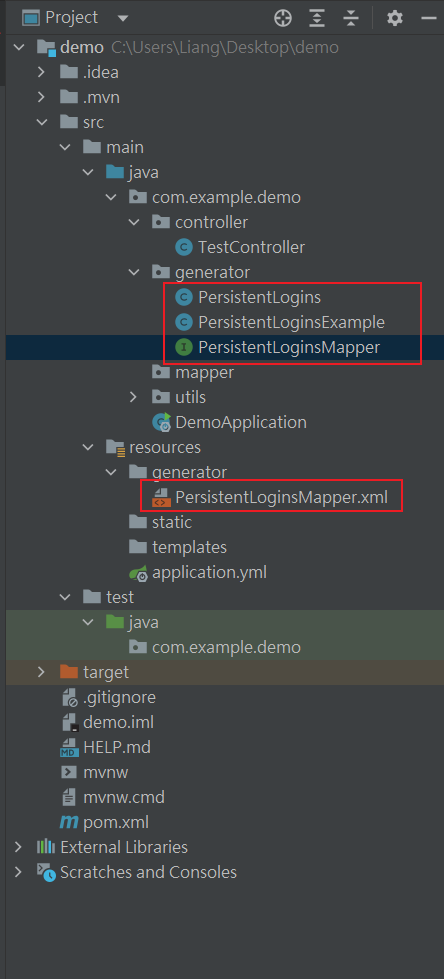 Project
demo C:\Users\Liang\Desktop\demo
.idea
.mvn
src
main
java
com.example.demo
controller
TestController
generator
PersistentLogins
PersistentLoginsExample
PersistentLoginsMapper
mapper
utils
DemoApplication
resources
generator
PersistentLoginsMapper.xml
static
templates
application.yml
test
java
com.example.demo
target
.gitignore
demo.iml
HELP.md
mvnw
mvnw.cmd
pom.xml
External Libraries
Scratches and Consoles